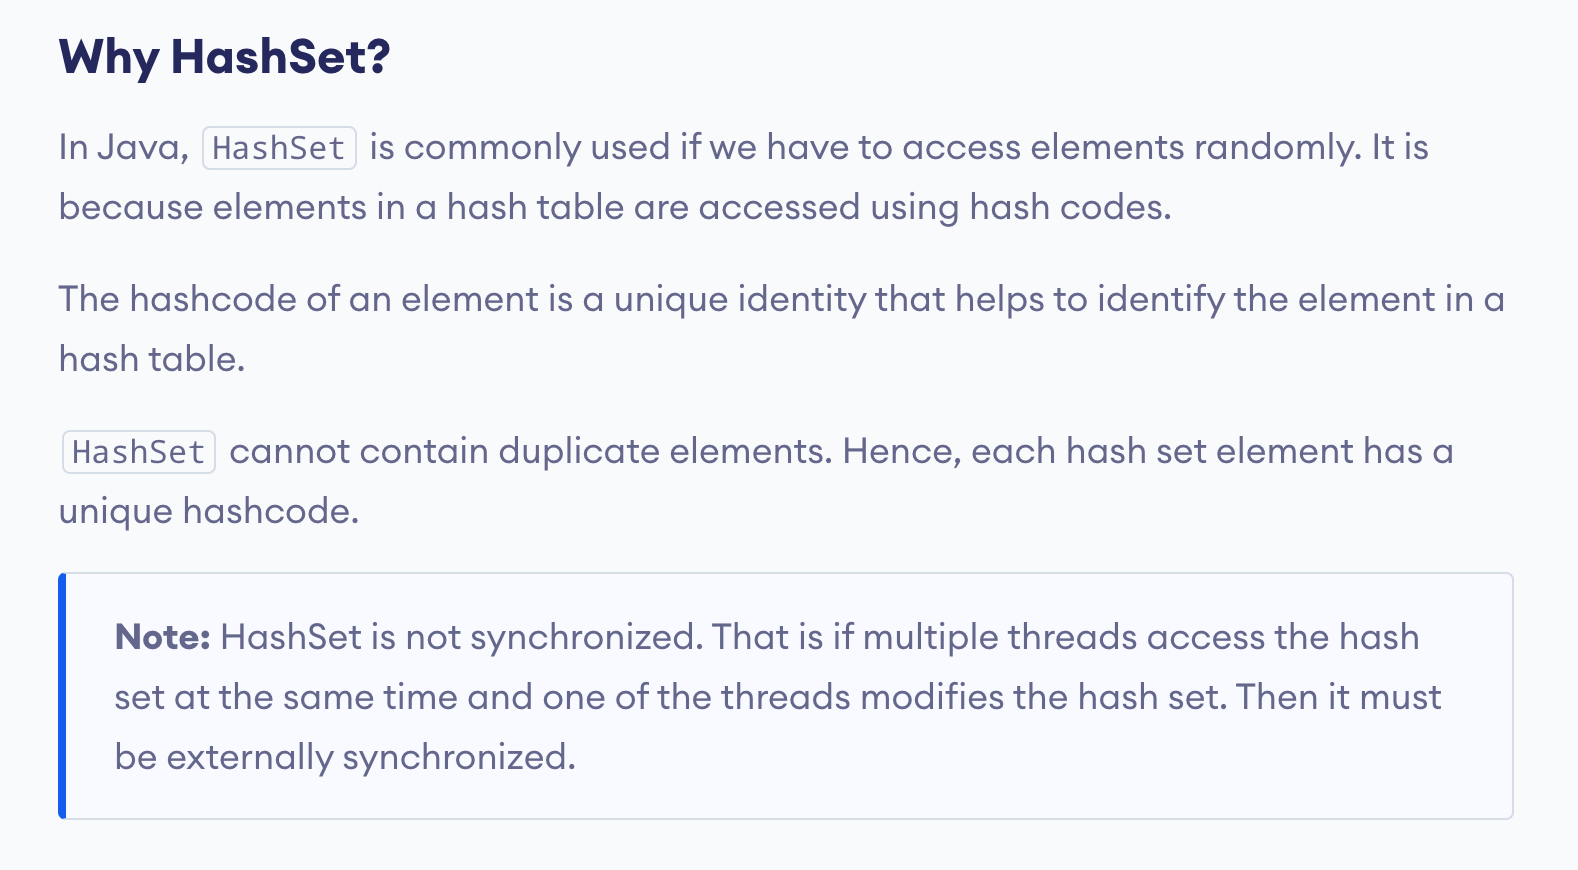 Why HashSet?
In Java, HashSet is commonly used if we have to access elements randomly. It is
because elements in a hash table are accessed using hash codes.
The hashcode of an element is a unique identity that helps to identify the element in a
hash table.
HashSet cannot contain duplicate elements. Hence, each hash set element has a
unique hashcode.
Note: HashSet is not synchronized. That is if multiple threads access the hash
set at the same time and one of the threads modifies the hash set. Then it must
be externally synchronized.